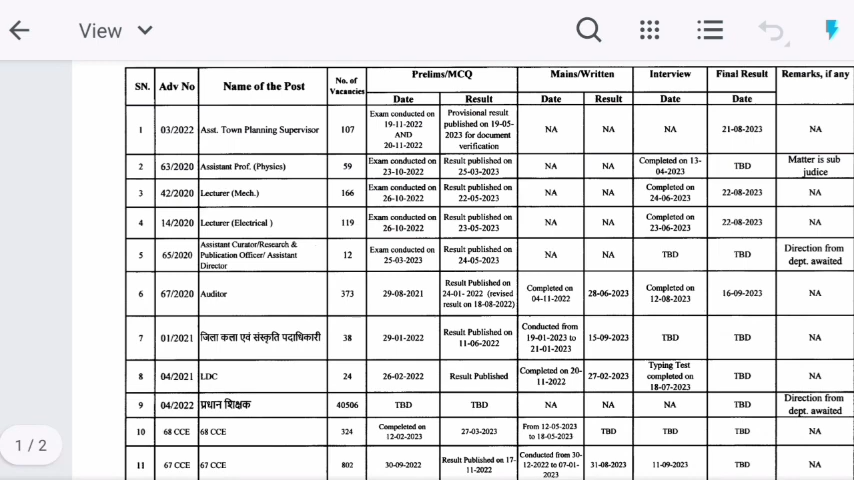 View
SN. Adv No Name of the Post No. of Vacancies Prelims/MCQ Mains/Written Interview Final Result Remarks, if any
Date Result Date Result Date Date
1 03/2022 Asst. Town Planning Supervisor 107 Exam conducted on 19-11-2022 AND 20-11-2022 Provisional result published on 19-05-2023 for document verification NA NA NA 21-08-2023 NA
2 63/2020 Assistant Prof. (Physics) 59 Exam conducted on 23-10-2022 Result published on 25-03-2023 NA NA Completed on 13-04-2023 TBD Matter is sub judice
3 42/2020 Lecturer (Mech.) 166 Exam conducted on 26-10-2022 Result published on 22-05-2023 NA NA Completed on 24-06-2023 22-08-2023 NA
4 14/2020 Lecturer (Electrical ) 119 Exam conducted on 26-10-2022 Result published on 23-05-2023 NA NA Completed on 23-06-2023 22-08-2023 NA
5 65/2020 Assistant Curator/Research & Publication Officer/ Assistant Director 12 Exam conducted on 25-03-2023 Result published on 24-05-2023 NA NA TBD TBD Direction from dept. awaited
6 67/2020 Auditor 373 29-08-2021 Result Published on 24-01- 2022 (revised result on 18-08-2022) Completed on 04-11-2022 28-06-2023 Completed on 12-08-2023 16-09-2023 NA
7 01/2021 जिला कला एवं संस्कृति पदाधिकारी 38 29-01-2022 Result Published on 11-06-2022 Conducted from 19-01-2023 to 21-01-2023 15-09-2023 TBD TBD NA
8 04/2021 LDC 24 26-02-2022 Result Published Completed on 20-11-2022 27-02-2023 Typing Test completed on 18-07-2023 TBD NA
9 04/2022 प्रधान शिक्षक 40506 TBD TBD NA NA NA TBD Direction from dept. awaited
10 68 CCE 68 CCE 324 Compeleted on 12-02-2023 27-03-2023 From 12-05-2023 to 18-05-2023 TBD TBD TBD NA
11 67 CCE 67 CCE 802 30-09-2022 Result Published on 17-11-2022 Conducted from 30-12-2022 to 07-01-2023 31-08-2023 11-09-2023 TBD NA
1 / 2